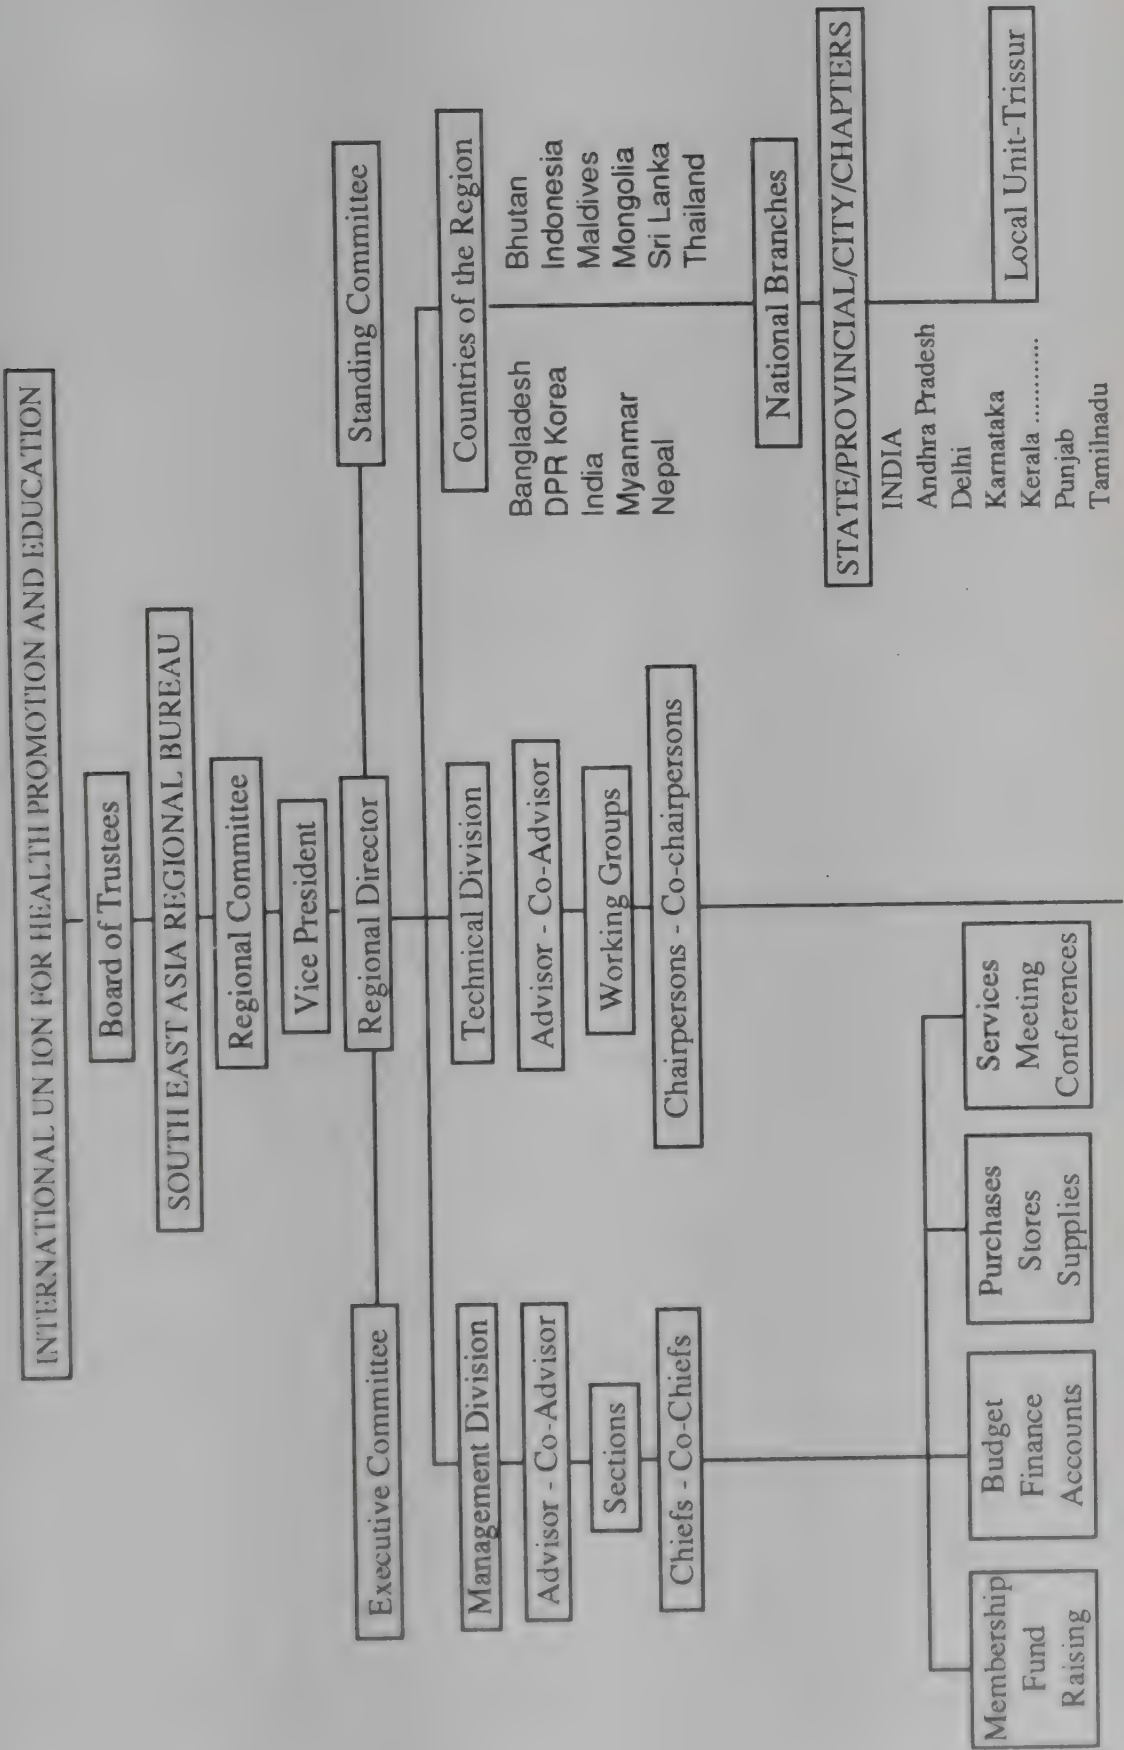 INTERNATIONAL UN ION FOR HEALTH PROMOTION AND EDUCATION
Board of Trustees
SOUTH EAST ASIA REGIONAL BUREAU
Regional Committee
Vice President
Executive Committee
Regional Director
Standing Committee
Management Division
Advisor - Co-Advisor
Sections
Chiefs - Co-Chiefs
Membership
Fund
Raising
Budget
Finance
Accounts
Purchases
Stores
Supplies
Services
Meeting
Conferences
Technical Division
Advisor - Co-Advisor
Working Groups
Chairpersons - Co-chairpersons
Countries of the Region
Bangladesh
DPR Korea
India
Myanmar
Nepal
Bhutan
Indonesia
Maldives
Mongolia
Sri Lanka
Thailand
National Branches
STATE/PROVINCIAL/CITY/CHAPTERS
INDIA
Andhra Pradesh
Delhi
Karnataka
Kerala ...........
Punjab
Tamilnadu
Local Unit-Trissur